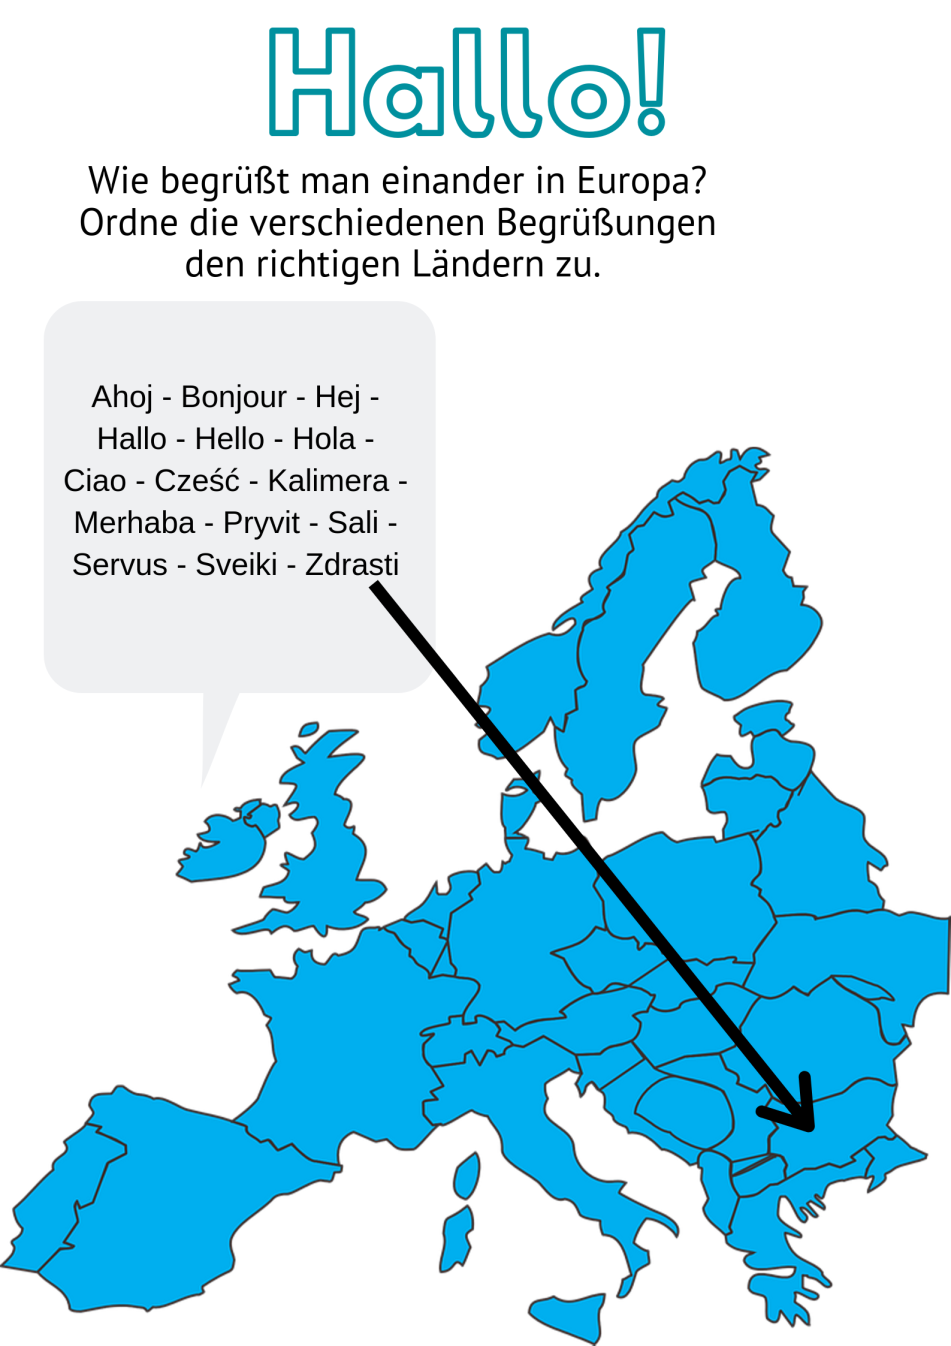 Hallo!
Wie begrüßt man einander in Europa?
Ordne die verschiedenen Begrüßungen
den richtigen Ländern zu.
Ahoj - Bonjour - Hej -
Hallo - Hello - Hola -
Ciao - Cześć - Kalimera -
Merhaba - Pryvit - Sali -
Servus - Sveiki - Zdrasti